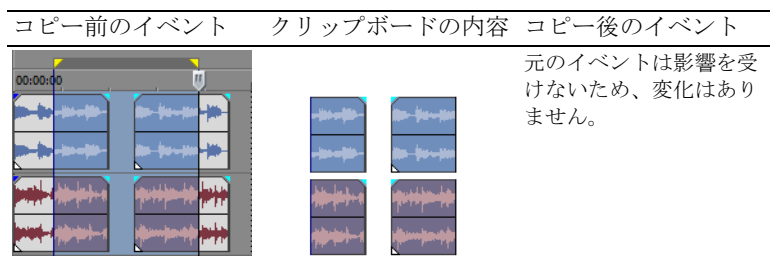 コピー前のイベント
クリップボードの内容
コピー後のイベント
00:00:00
元のイベントは影響を受
けないため、変化はあり
ません。